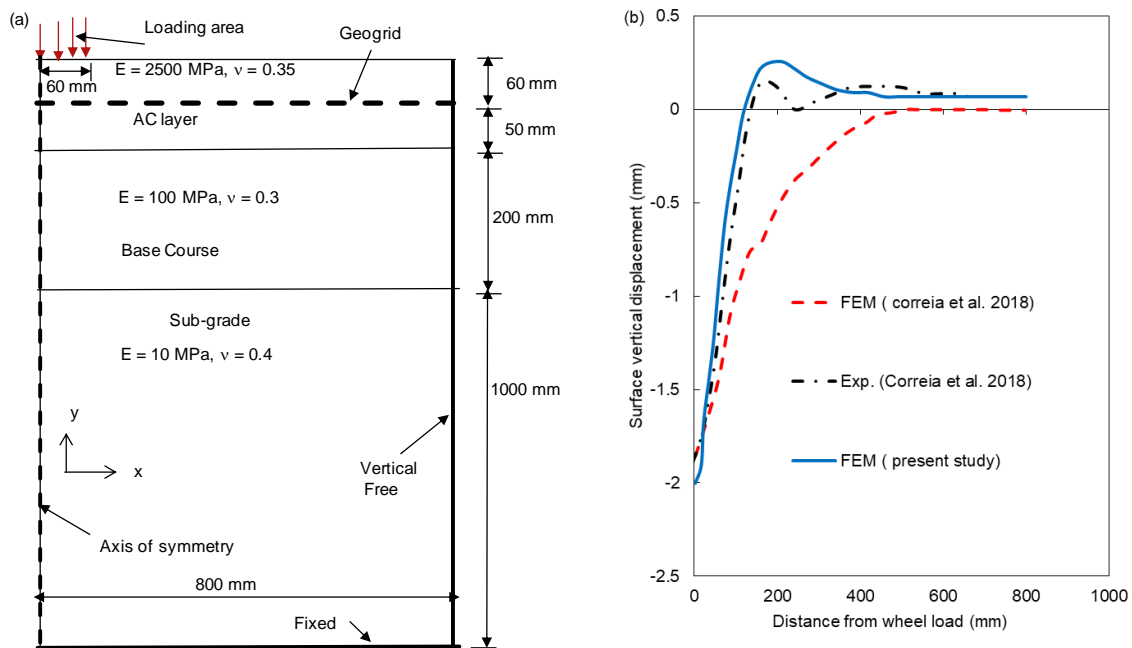 (a)
Loading area
Geogrid
E = 2500 MPa, ν = 0.35
60 mm
60 mm
AC layer
50 mm
E = 100 MPa, ν = 0.3
200 mm
Base Course
Sub-grade
E = 10 MPa, ν = 0.4
1000 mm
y
x
Vertical
Free
Axis of symmetry
800 mm
Fixed
(b)
0.5
0
-0.5
-1
-1.5
-2
-2.5
Surface vertical displacement (mm)
FEM ( correia et al. 2018)
Exp. (Correia et al. 2018)
FEM ( present study)
0 200 400 600 800 1000
Distance from wheel load (mm)